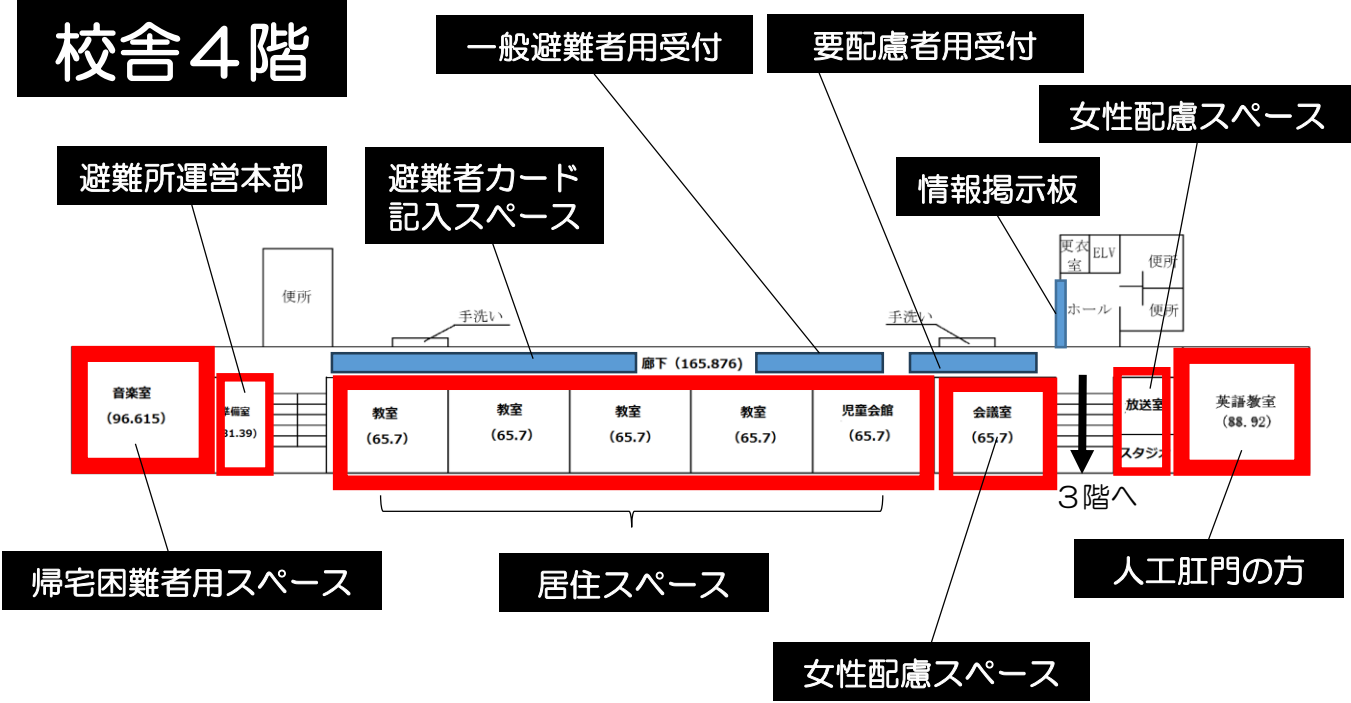 校舎４階
一般避難者用受付
要配慮者用受付
女性配慮スペース
避難所運営本部
避難者カード
記入スペース
情報掲示板
更衣
室
ELV
便所
便所
ホール
便所
手洗い
手洗い
廊下（165.876）
音楽室
（96.615）
準備室
31.39）
教室
（65.7）
教室
（65.7）
教室
（65.7）
教室
（65.7）
児童会館
（65.7）
会議室
（65.7）
放送室
スタジオ
英語教室
（88.92）
３階へ
帰宅困難者用スペース
居住スペース
人工肛門の方
女性配慮スペース